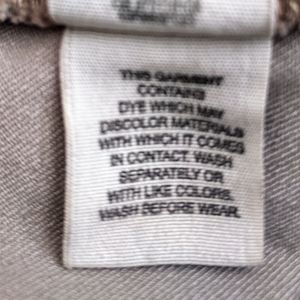 THIS GARMENT
CONTAINS
DYE WHICH MAY
DISCOLOR MATERIALS
WITH WHICH IT COMES
IN CONTACT. WASH
SEPARATELY OR
WITH LIKE COLORS.
WASH BEFORE WEAR.